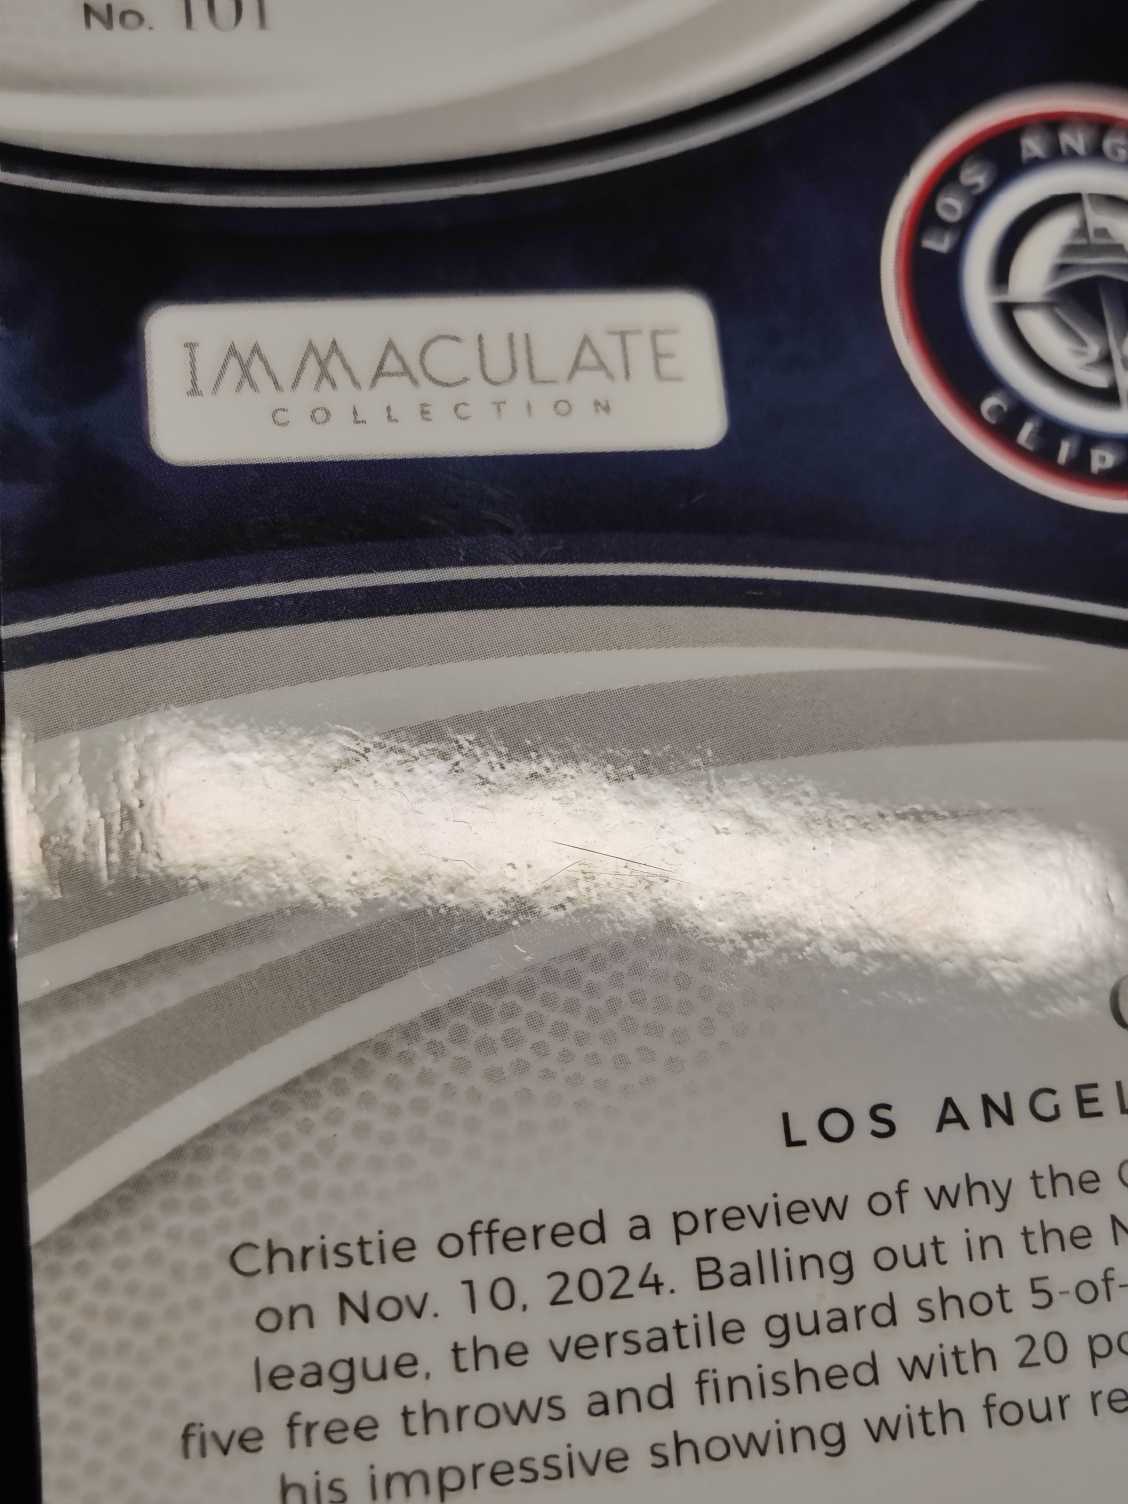 No. 101
LOS ANG
IMMACULATE
COLLECTION
CLIP
LOS ANGEL
Christie offered a preview of why the
on Nov. 10, 2024. Balling out in the
league, the versatile guard shot 5-of-
five free throws and finished with 20
his impressive showing with four re